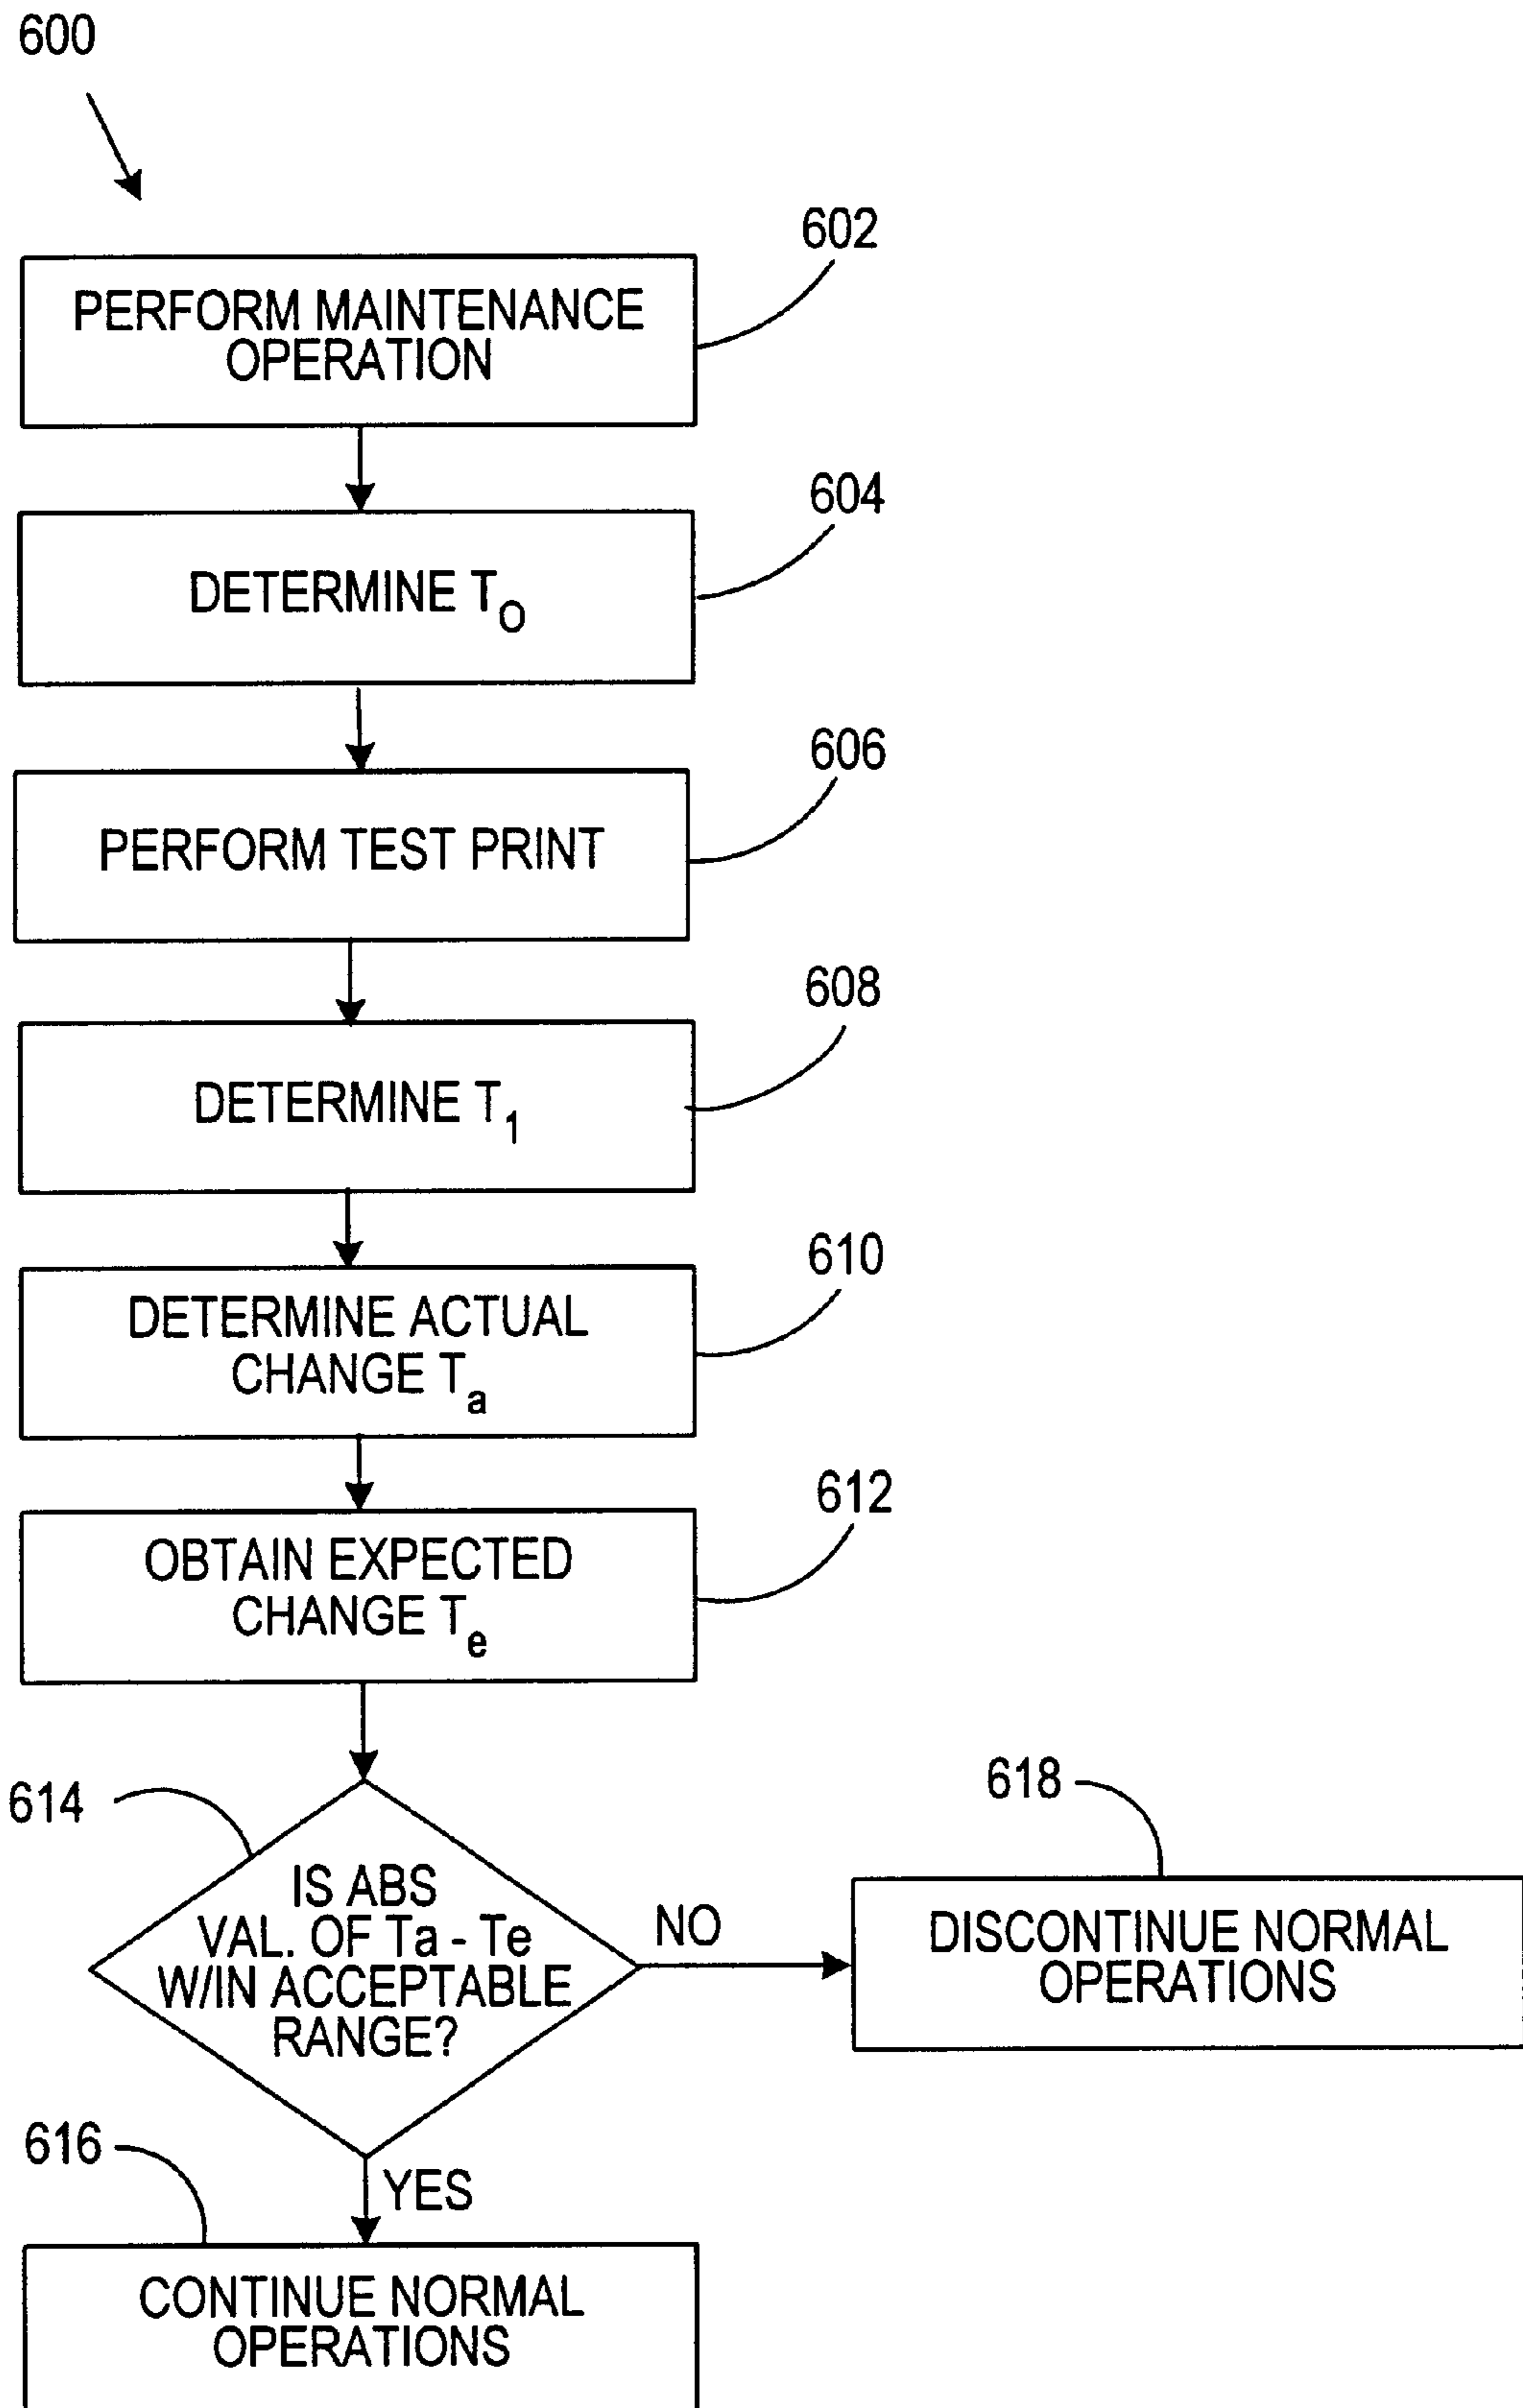 600
602
PERFORM MAINTENANCE
OPERATION
604
DETERMINE TO
606
PERFORM TEST PRINT
608
DETERMINE T1
610
DETERMINE ACTUAL
CHANGE Ta
612
OBTAIN EXPECTED
CHANGE Te
614
IS ABS
VAL. OF Ta - Te
W/IN ACCEPTABLE
RANGE?
NO
618
DISCONTINUE NORMAL
OPERATIONS
YES
616
CONTINUE NORMAL
OPERATIONS